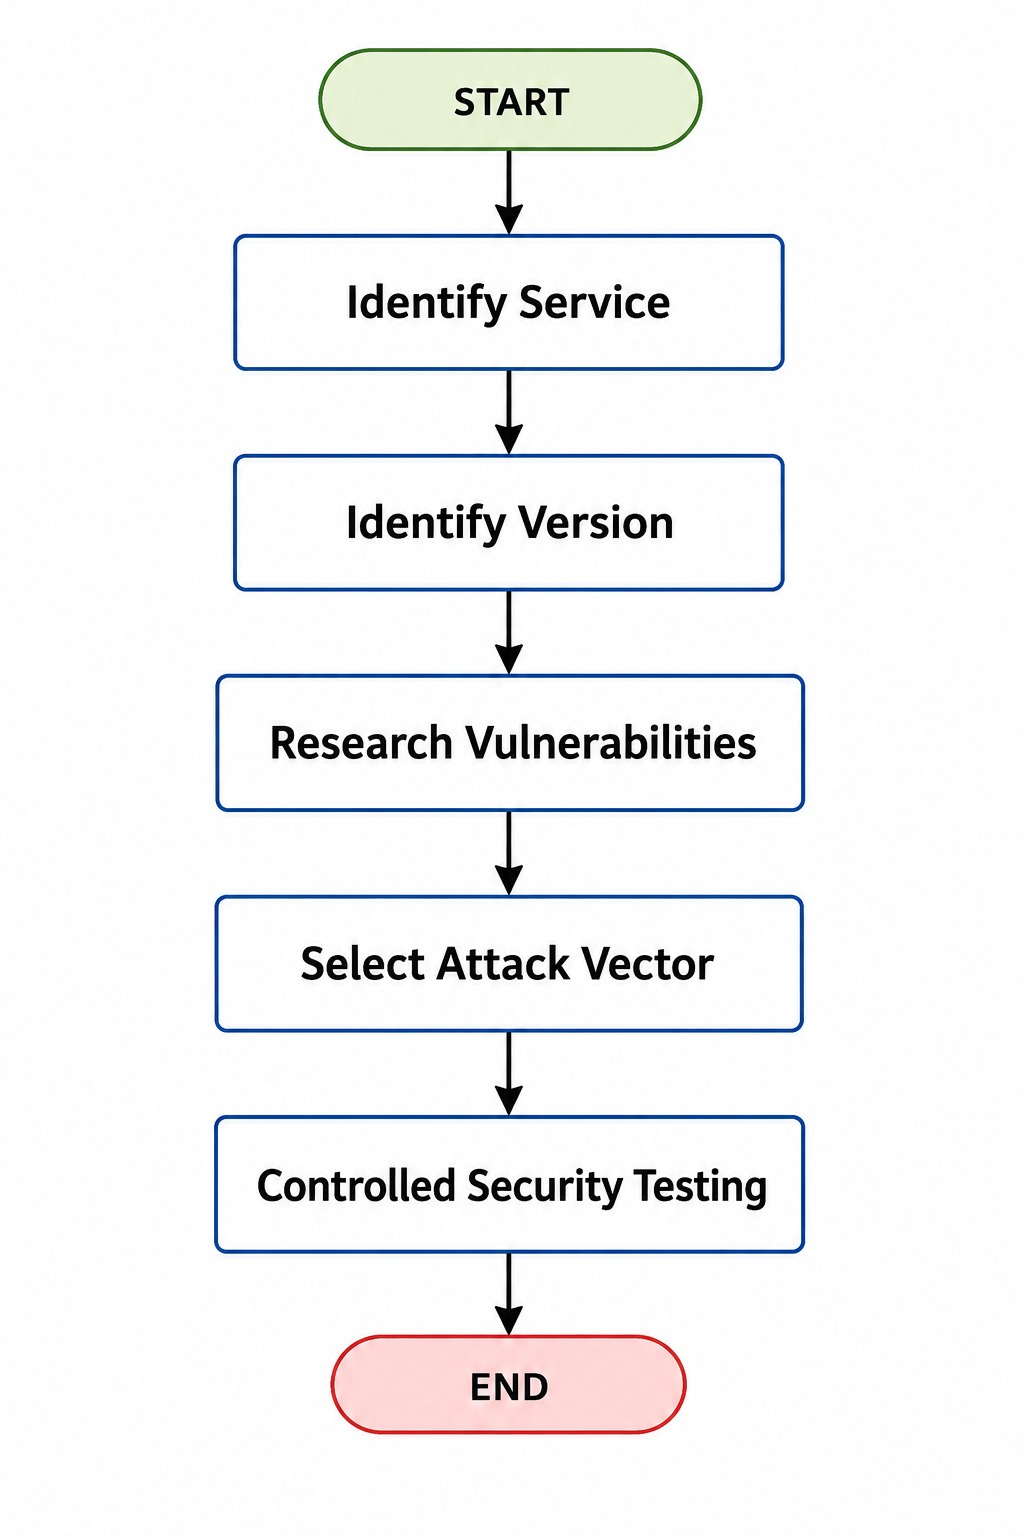 START
Identify Service
Identify Version
Research Vulnerabilities
Select Attack Vector
Controlled Security Testing
END